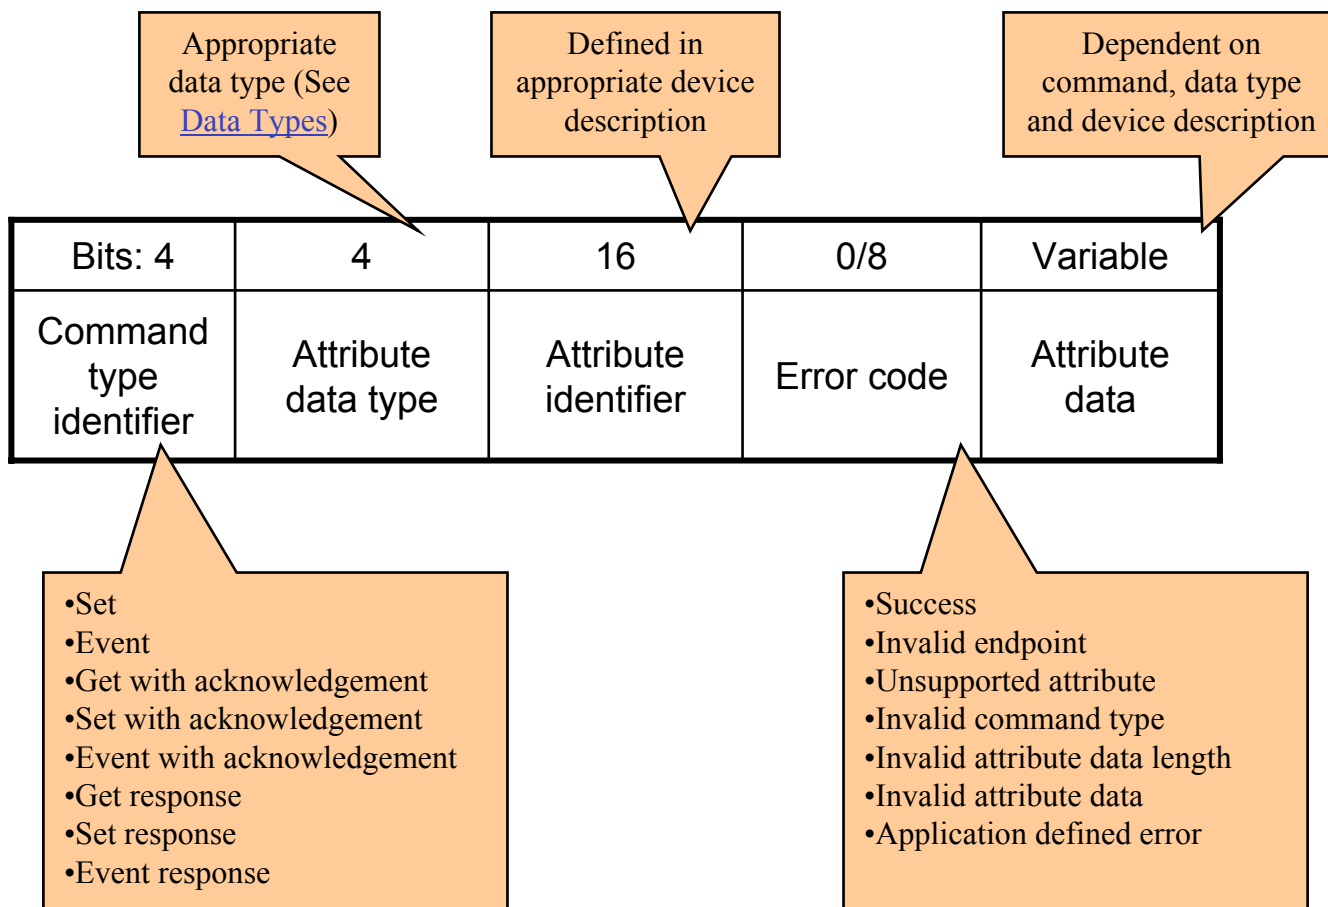 Appropriate
data type (See
Data Types)
Defined in
appropriate device
description
Dependent on
command, data type
and device description
Bits: 4
4
16
0/8
Variable
Command
type
identifier
Attribute
data type
Attribute
identifier
Error code
Attribute
data
•Set
•Event
•Get with acknowledgement
•Set with acknowledgement
•Event with acknowledgement
•Get response
•Set response
•Event response
•Success
•Invalid endpoint
•Unsupported attribute
•Invalid command type
•Invalid attribute data length
•Invalid attribute data
•Application defined error